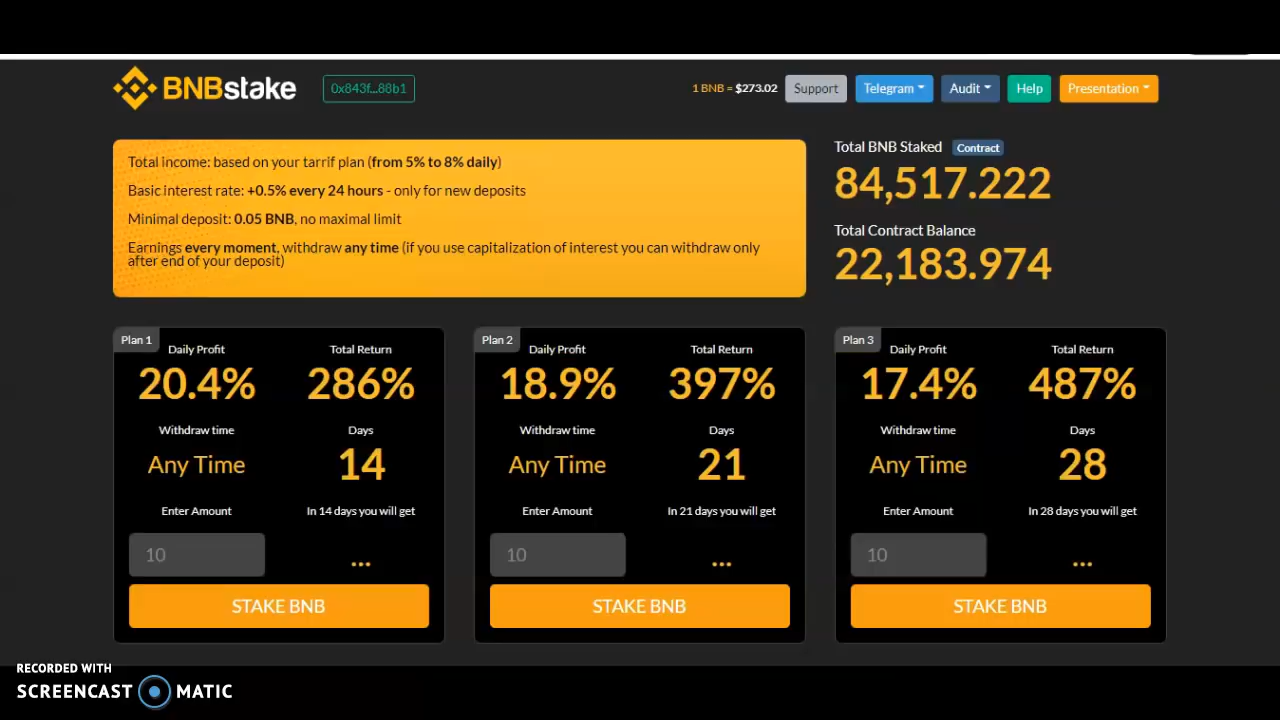 BNBstake
0x843f...88b1
1 BNB = $273.02
Support
Telegram
Audit
Help
Presentation
Total income: based on your tarrif plan (from 5% to 8% daily)
Basic interest rate: +0.5% every 24 hours - only for new deposits
Minimal deposit: 0.05 BNB, no maximal limit
Earnings every moment, withdraw any time (if you use capitalization of interest you can withdraw only
after end of your deposit)
Total BNB Staked Contract
84,517.222
Total Contract Balance
22,183.974
Plan 1
Daily Profit Total Return
20.4% 286%
Withdraw time Days
Any Time 14
Enter Amount In 14 days you will get
10 ...
STAKE BNB
Plan 2
Daily Profit Total Return
18.9% 397%
Withdraw time Days
Any Time 21
Enter Amount In 21 days you will get
10 ...
STAKE BNB
Plan 3
Daily Profit Total Return
17.4% 487%
Withdraw time Days
Any Time 28
Enter Amount In 28 days you will get
10 ...
STAKE BNB
RECORDED WITH
SCREENCAST MATIC